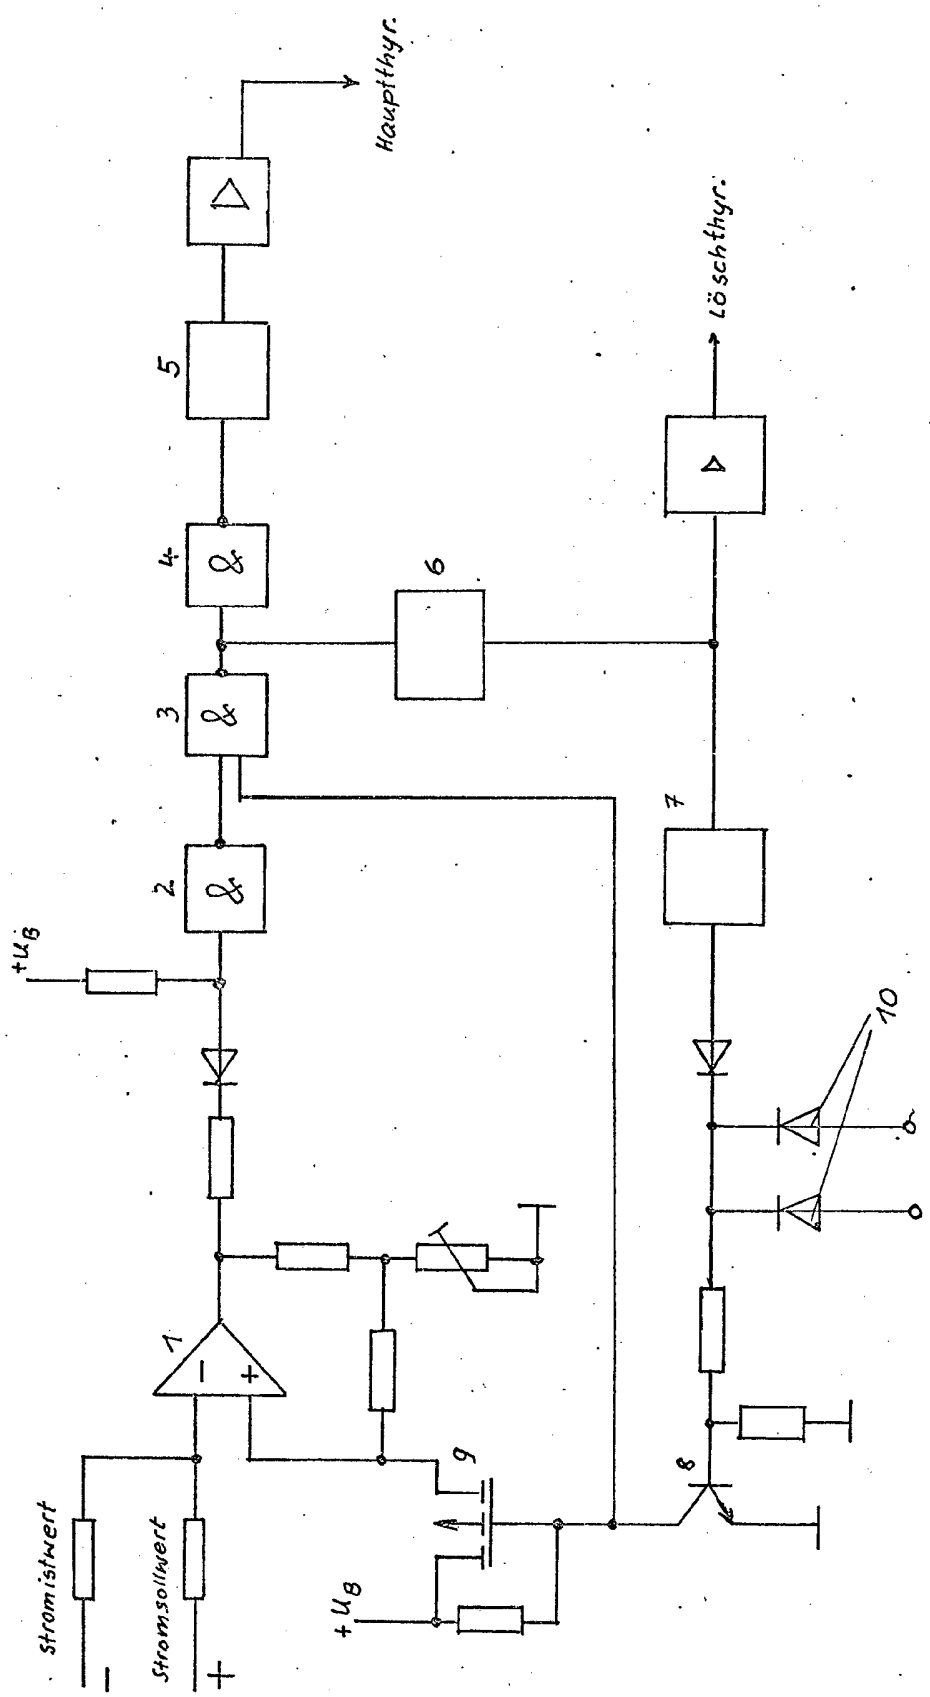 Stromistwert
−
Stromsollwert
+
1
−
+
+UB
2
&
3
&
4
&
5
Hauptthyr.
6
+UB
9
8
10
7
Löschthyr.